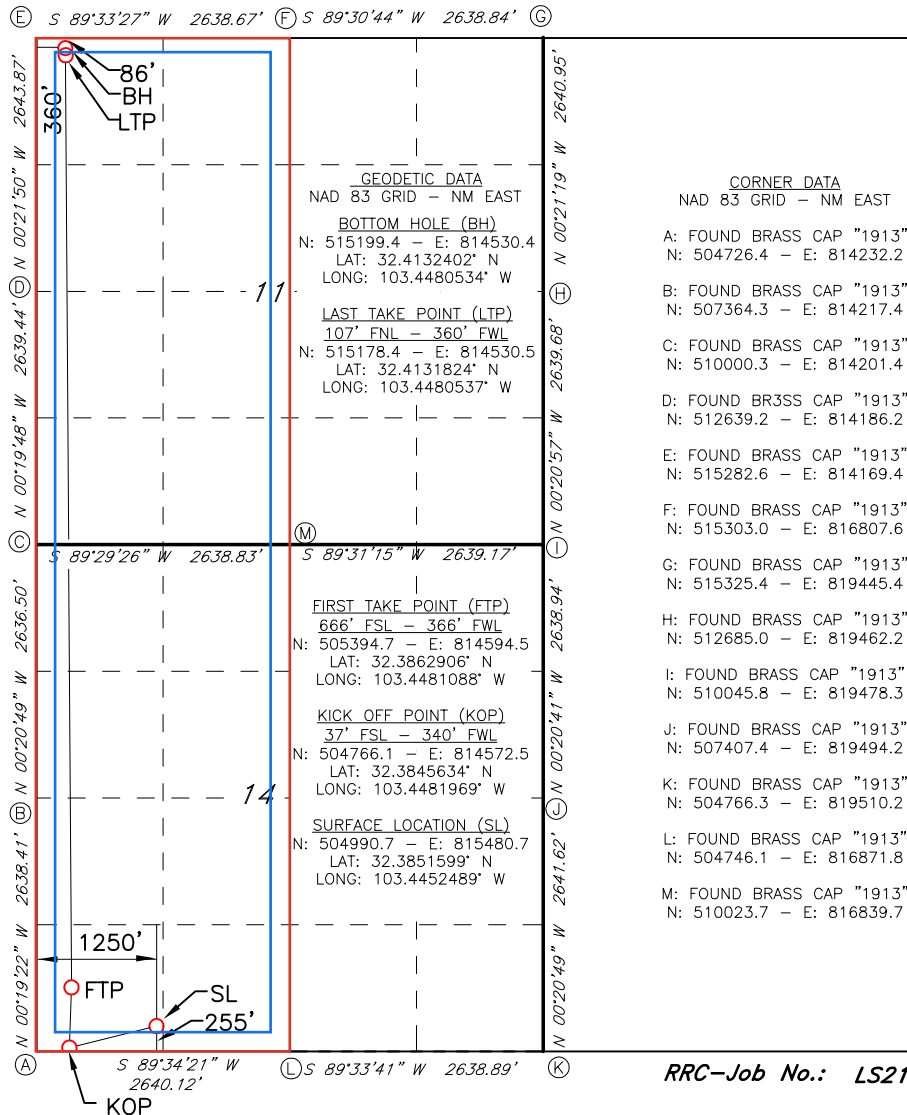 E S 89°33'27" W 2638.67' F S 89°30'44" W 2638.84' G
86'
BH
LTP
360'
N 00°21'50" W 2643.87'
N 00°21'19" W 2640.95'
GEODETIC DATA
NAD 83 GRID - NM EAST
BOTTOM HOLE (BH)
N: 515199.4 - E: 814530.4
LAT: 32.4132402° N
LONG: 103.4480534° W
D
11
H
LAST TAKE POINT (LTP)
107' FNL - 360' FWL
N: 515178.4 - E: 814530.5
LAT: 32.4131824° N
LONG: 103.4480537° W
N 00°19'48" W 2639.44'
N 00°20'57" W 2639.68'
C
M
I
S 89°29'26" W 2638.83' S 89°31'15" W 2639.17'
FIRST TAKE POINT (FTP)
666' FSL - 366' FWL
N: 505394.7 - E: 814594.5
LAT: 32.3862906° N
LONG: 103.4481088° W
N 00°20'49" W 2636.50'
N 00°20'41" W 2638.94'
KICK OFF POINT (KOP)
37' FSL - 340' FWL
N: 504766.1 - E: 814572.5
LAT: 32.3845634° N
LONG: 103.4481969° W
B
14
J
SURFACE LOCATION (SL)
N: 504990.7 - E: 815480.7
LAT: 32.3851599° N
LONG: 103.4452489° W
N 00°19'22" W 2638.41'
N 00°20'49" W 2641.62'
1250'
FTP
SL
255'
A
S 89°34'21" W
2640.12'
L S 89°33'41" W 2638.89' K
KOP
CORNER DATA
NAD 83 GRID - NM EAST
A: FOUND BRASS CAP "1913"
N: 504726.4 - E: 814232.2
B: FOUND BRASS CAP "1913"
N: 507364.3 - E: 814217.4
C: FOUND BRASS CAP "1913"
N: 510000.3 - E: 814201.4
D: FOUND BR3SS CAP "1913"
N: 512639.2 - E: 814186.2
E: FOUND BRASS CAP "1913"
N: 515282.6 - E: 814169.4
F: FOUND BRASS CAP "1913"
N: 515303.0 - E: 816807.6
G: FOUND BRASS CAP "1913"
N: 515325.4 - E: 819445.4
H: FOUND BRASS CAP "1913"
N: 512685.0 - E: 819462.2
I: FOUND BRASS CAP "1913"
N: 510045.8 - E: 819478.3
J: FOUND BRASS CAP "1913"
N: 507407.4 - E: 819494.2
K: FOUND BRASS CAP "1913"
N: 504766.3 - E: 819510.2
L: FOUND BRASS CAP "1913"
N: 504746.1 - E: 816871.8
M: FOUND BRASS CAP "1913"
N: 510023.7 - E: 816839.7
RRC-Job No.: LS21